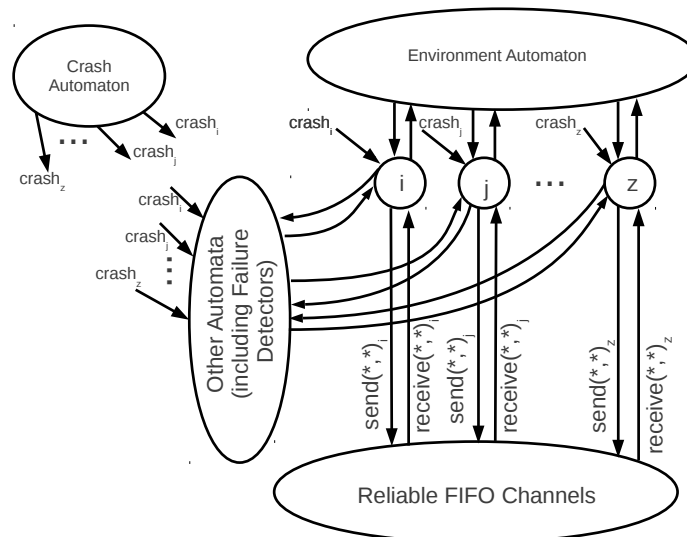 Crash
Automaton
Environment Automaton
crash_i
crash_j
crash_z
crash_i
crash_j
crash_z
i
j
z
crash_i
crash_j
crash_z
Other Automata
(including Failure
Detectors)
send(*,*)_i
receive(*,*)_i
send(*,*)_j
receive(*,*)_j
send(*,*)_z
receive(*,*)_z
Reliable FIFO Channels